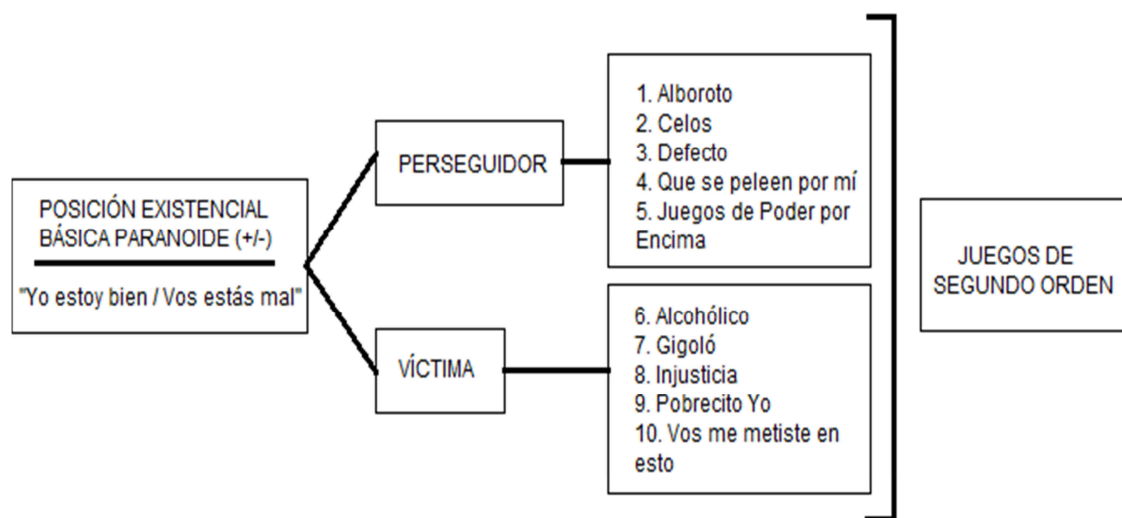 POSICIÓN EXISTENCIAL
BÁSICA PARANOIDE (+/-)
"Yo estoy bien / Vos estás mal"
PERSEGUIDOR
1. Alboroto
2. Celos
3. Defecto
4. Que se peleen por mí
5. Juegos de Poder por
Encima
VÍCTIMA
6. Alcohólico
7. Gigoló
8. Injusticia
9. Pobrecito Yo
10. Vos me metiste en
esto
JUEGOS DE
SEGUNDO ORDEN